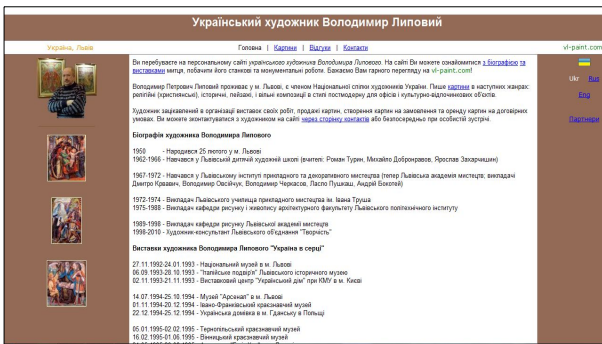 Український художник Володимир Липовий
Україна, Львів
Головна | Картини | Відгуки | Контакти
vl-paint.com
Ви перебуваєте на персональному сайті українського художника Володимира Липового. На сайті Ви можете ознайомитися з біографією та
виставками митця, побачити його станкові та монументальні роботи. Бажаємо Вам гарного перегляду на vl-paint.com!
Володимир Петрович Липовий проживає у м. Львові, є членом Національної спілки художників України. Пише картини в наступних жанрах:
релігійні (християнські), історичні, пейзажі, і вільні композиції в стилі постмодерну для офісів і культурно-відпочинкових об'єктів.
Художник зацікавлений в організації виставок своїх робіт, продажі картин, створення картин на замовлення та оренду картин на договірних
умовах. Ви можете зконтактуватися з художником на сайті через сторінку контактів або безпосередньо при особистій зустрічі.
Біографія художника Володимира Липового
1950 - Народився 25 лютого у м. Львові
1962-1966 - Навчався у Львівській дитячій художній школі (вчителі: Роман Турин, Михайло Добронравов, Ярослав Захарчишин)
1967-1972 - Навчався у Львівському інституті прикладного та декоративного мистецтва (тепер Львівська академія мистецтв; викладачі
Дмитро Крвавич, Володимир Овсійчук, Володимир Черкасов, Ласло Пушкаш, Андрій Бокотей)
1972-1974 - Викладач Львівського училища прикладного мистецтва ім. Івана Труша
1975-1988 - Викладач кафедри рисунку і живопису архітектурного факультету Львівського політехнічного інституту
1989-1998 - Викладач кафедри рисунку Львівської академії мистецтв
1998-2010 - Художник-консультант Львівського об'єднання "Творчість"
Виставки художника Володимира Липового "Україна в серці"
27.11.1992-24.01.1993 - Національний музей в м. Львові
06.09.1993-28.10.1993 - "Італійське подвір'я" Львівського історичного музею
02.11.1993-21.11.1993 - Виставковий центр "Український дім" при КМУ в м. Києві
14.07.1994-25.10.1994 - Музей "Арсенал" в м. Львові
01.11.1994-20.12.1994 - Івано-Франківський краєзнавчий музей
22.12.1994-25.12.1994 - Українська домівка в м. Гданську в Польщі
05.01.1995-02.02.1995 - Тернопільський краєзнавчий музей
16.02.1995-01.06.1995 - Вінницький краєзнавчий музей
Ukr Rus
Eng
Партнери